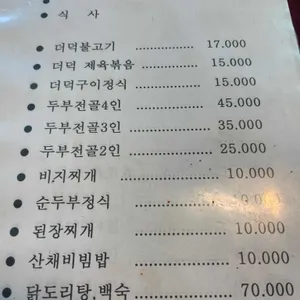 식 사
더덕불고기 ................ 17.000
더덕 제육볶음 ............ 15.000
더덕구이정식 ............. 15.000
두부전골4인 ............... 45.000
두부전골3인 ............... 35.000
두부전골2인 ............... 25.000
비지찌개 ................... 10.000
순두부정식 ................
된장찌개 ................... 10.000
산채비빔밥 ................ 10.000
닭도리탕,백숙 ............ 70.000